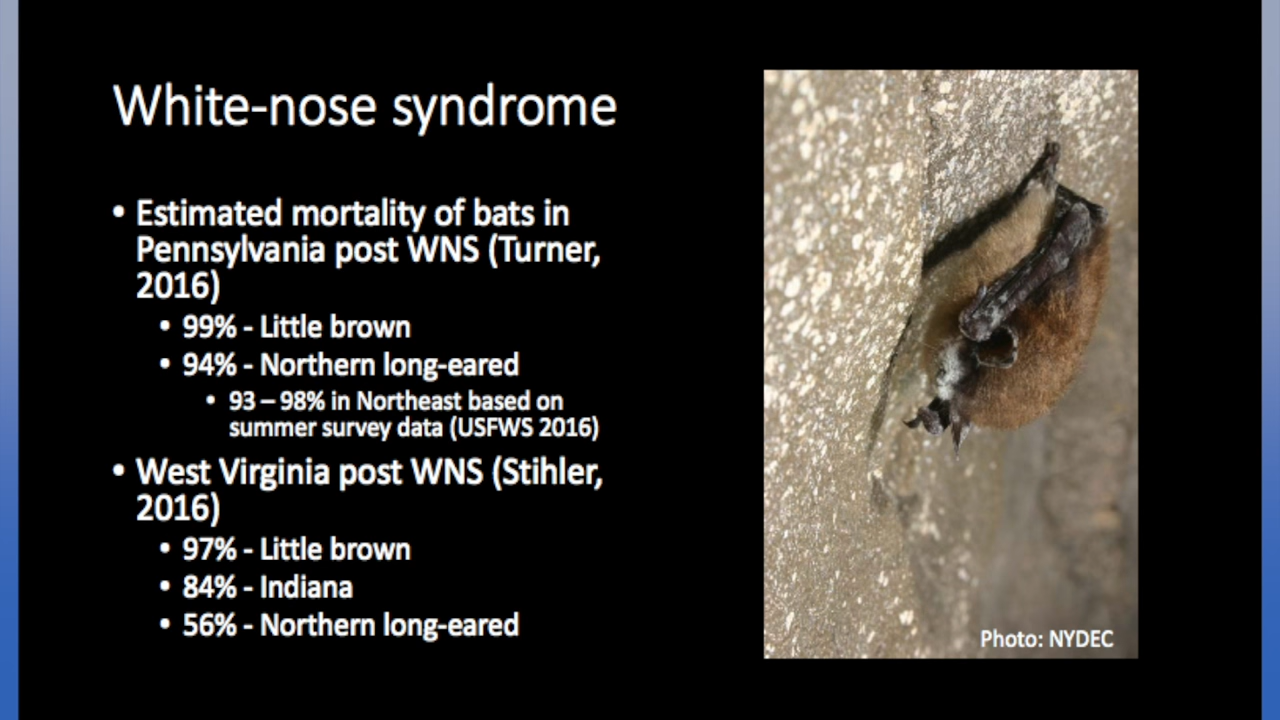 White-nose syndrome
• Estimated mortality of bats in
Pennsylvania post WNS (Turner,
2016)
• 99% - Little brown
• 94% - Northern long-eared
• 93 – 98% in Northeast based on
summer survey data (USFWS 2016)
• West Virginia post WNS (Stihler,
2016)
• 97% - Little brown
• 84% - Indiana
• 56% - Northern long-eared
Photo: NYDEC